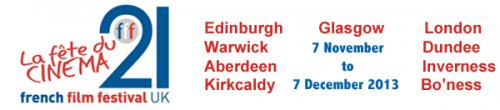 La fête du
CINEMA
21
fff
french film festival UK
Edinburgh Glasgow London
Warwick 7 November Dundee
Aberdeen to Inverness
Kirkcaldy 7 December 2013 Bo'ness